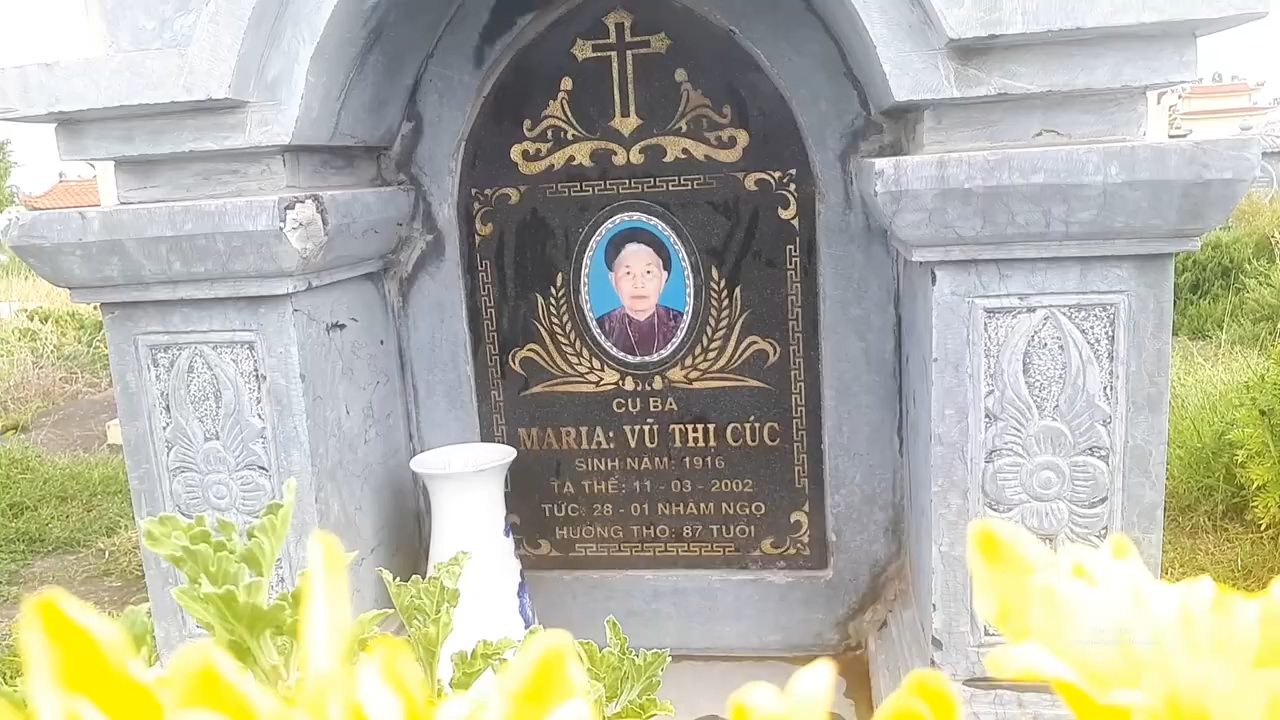 CỤ BÀ
MARIA: VŨ THỊ CÚC
SINH NĂM: 1916
TẠ THẾ: 11 - 03 - 2002
TỨC: 28 - 01 NHÂM NGỌ
HƯỞNG THỌ: 87 TUỔI